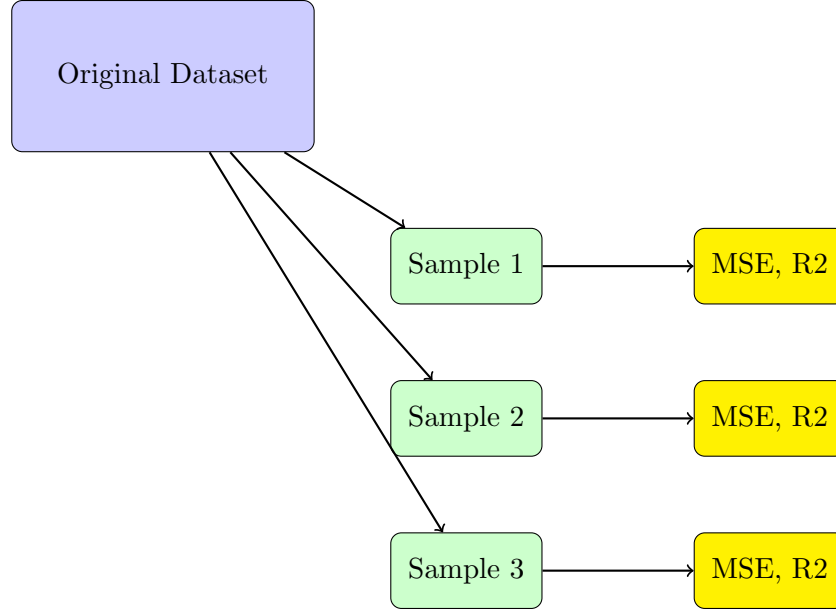 Original Dataset
Sample 1
MSE, R2
Sample 2
MSE, R2
Sample 3
MSE, R2